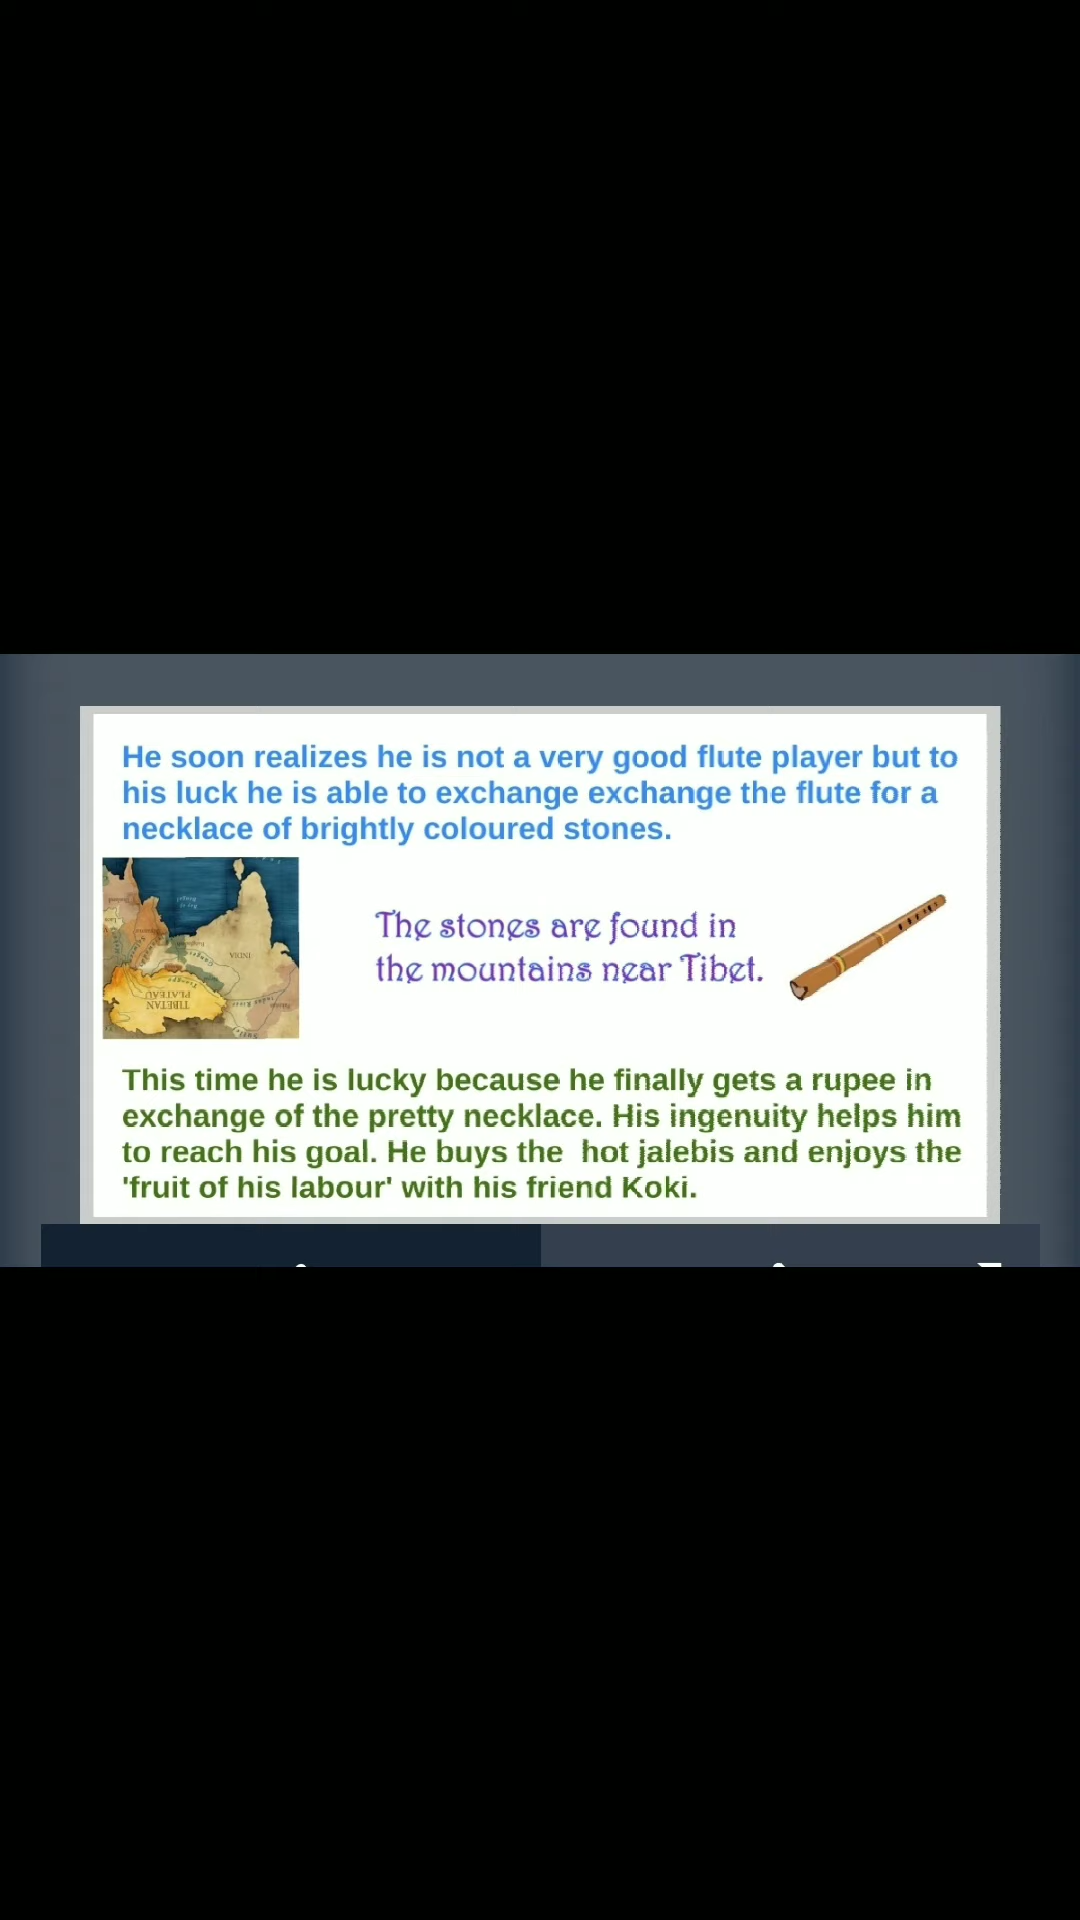 He soon realizes he is not a very good flute player but to
his luck he is able to exchange exchange the flute for a
necklace of brightly coloured stones.
The stones are found in
the mountains near Tibet.
INDIA
TIBETAN
PLATEAU
This time he is lucky because he finally gets a rupee in
exchange of the pretty necklace. His ingenuity helps him
to reach his goal. He buys the  hot jalebis and enjoys the
'fruit of his labour' with his friend Koki.